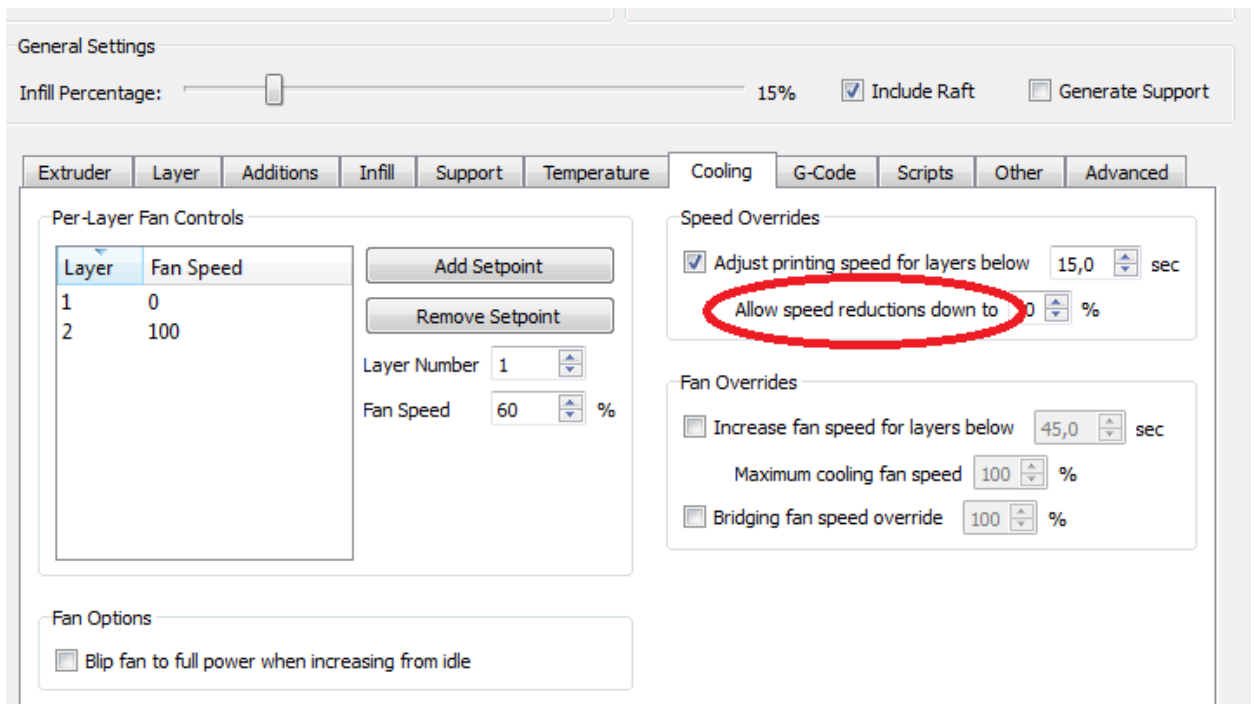 General Settings
Infill Percentage: 15% Include Raft Generate Support
Extruder Layer Additions Infill Support Temperature Cooling G-Code Scripts Other Advanced
Per-Layer Fan Controls
Layer Fan Speed
1 0
2 100
Add Setpoint
Remove Setpoint
Layer Number 1
Fan Speed 60 %
Fan Options
Blip fan to full power when increasing from idle
Speed Overrides
Adjust printing speed for layers below 15,0 sec
Allow speed reductions down to %
Fan Overrides
Increase fan speed for layers below 45,0 sec
Maximum cooling fan speed 100 %
Bridging fan speed override 100 %